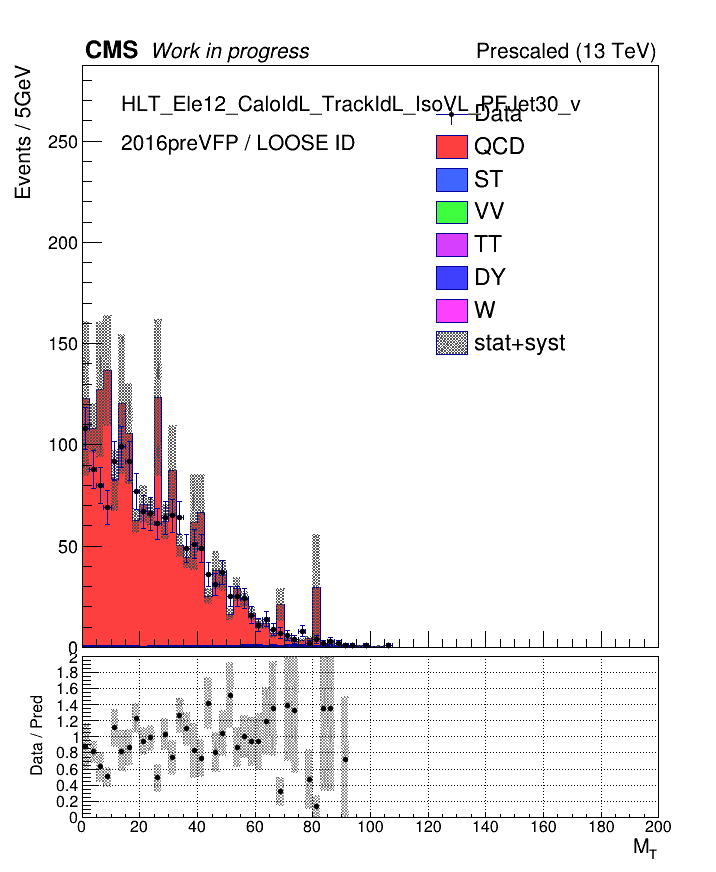 CMS Work in progress Prescaled (13 TeV)
Events / 5GeV
HLT_Ele12_CaloIdL_TrackIdL_IsoVL_PFJet30_v
2016preVFP / LOOSE ID
Data
QCD
ST
VV
TT
DY
W
stat+syst
250
200
150
100
50
0
Data / Pred
2
1.8
1.6
1.4
1.2
1
0.8
0.6
0.4
0.2
0
0 20 40 60 80 100 120 140 160 180 200
M_T